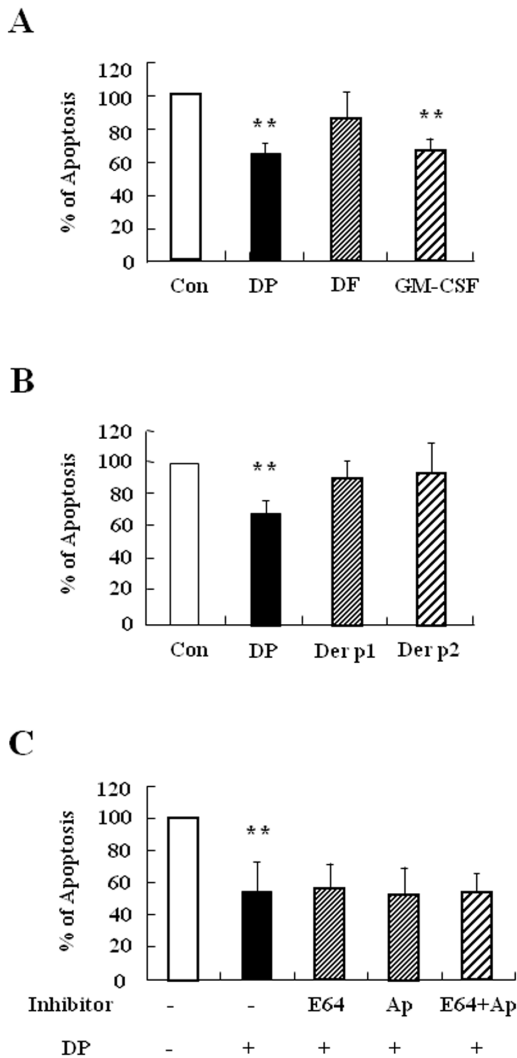 A
120
100
80
60
40
20
0
% of Apoptosis
** **
Con DP DF GM-CSF
B
120
100
80
60
40
20
0
% of Apoptosis
**
Con DP Der p1 Der p2
C
120
100
80
60
40
20
0
% of Apoptosis
**
Inhibitor - - E64 Ap E64+Ap
DP - + + + +